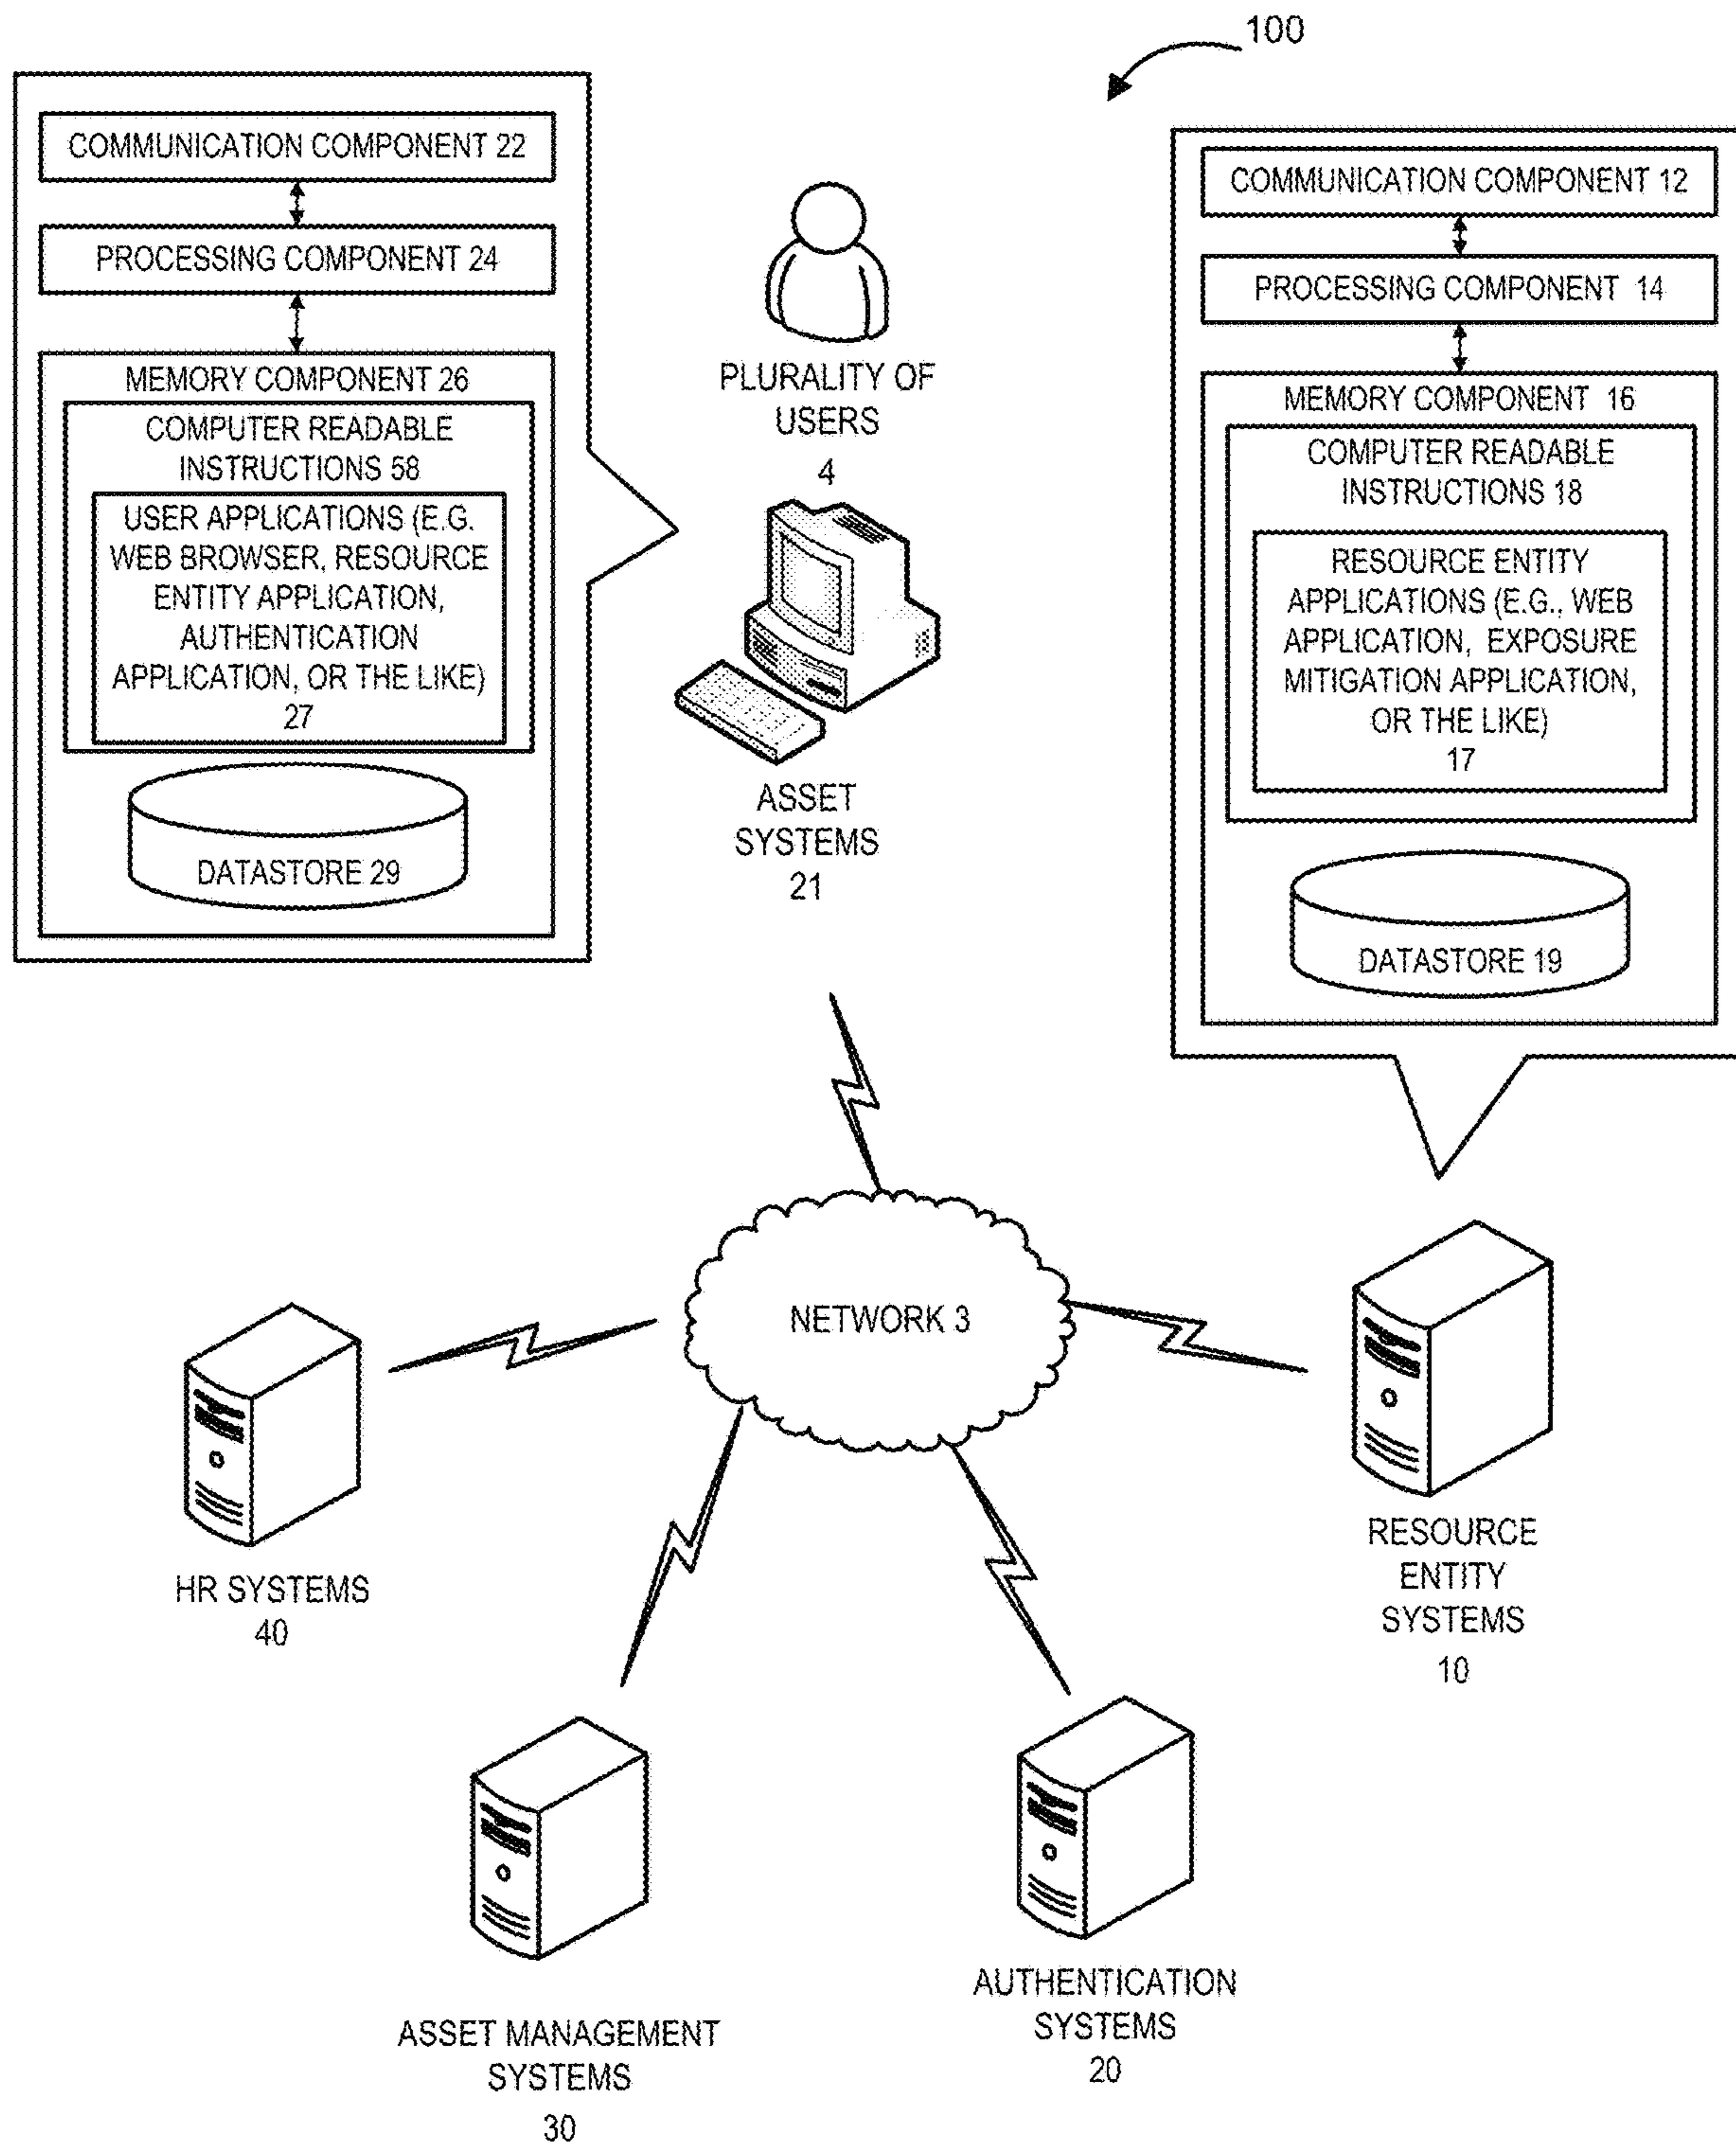 100
COMMUNICATION COMPONENT 22
PROCESSING COMPONENT 24
MEMORY COMPONENT 26
COMPUTER READABLE
INSTRUCTIONS 58
USER APPLICATIONS (E.G.
WEB BROWSER, RESOURCE
ENTITY APPLICATION,
AUTHENTICATION
APPLICATION, OR THE LIKE)
27
DATASTORE 29
PLURALITY OF
USERS
4
ASSET
SYSTEMS
21
COMMUNICATION COMPONENT 12
PROCESSING COMPONENT 14
MEMORY COMPONENT 16
COMPUTER READABLE
INSTRUCTIONS 18
RESOURCE ENTITY
APPLICATIONS (E.G., WEB
APPLICATION, EXPOSURE
MITIGATION APPLICATION,
OR THE LIKE)
17
DATASTORE 19
NETWORK 3
HR SYSTEMS
40
RESOURCE
ENTITY
SYSTEMS
10
ASSET MANAGEMENT
SYSTEMS
30
AUTHENTICATION
SYSTEMS
20